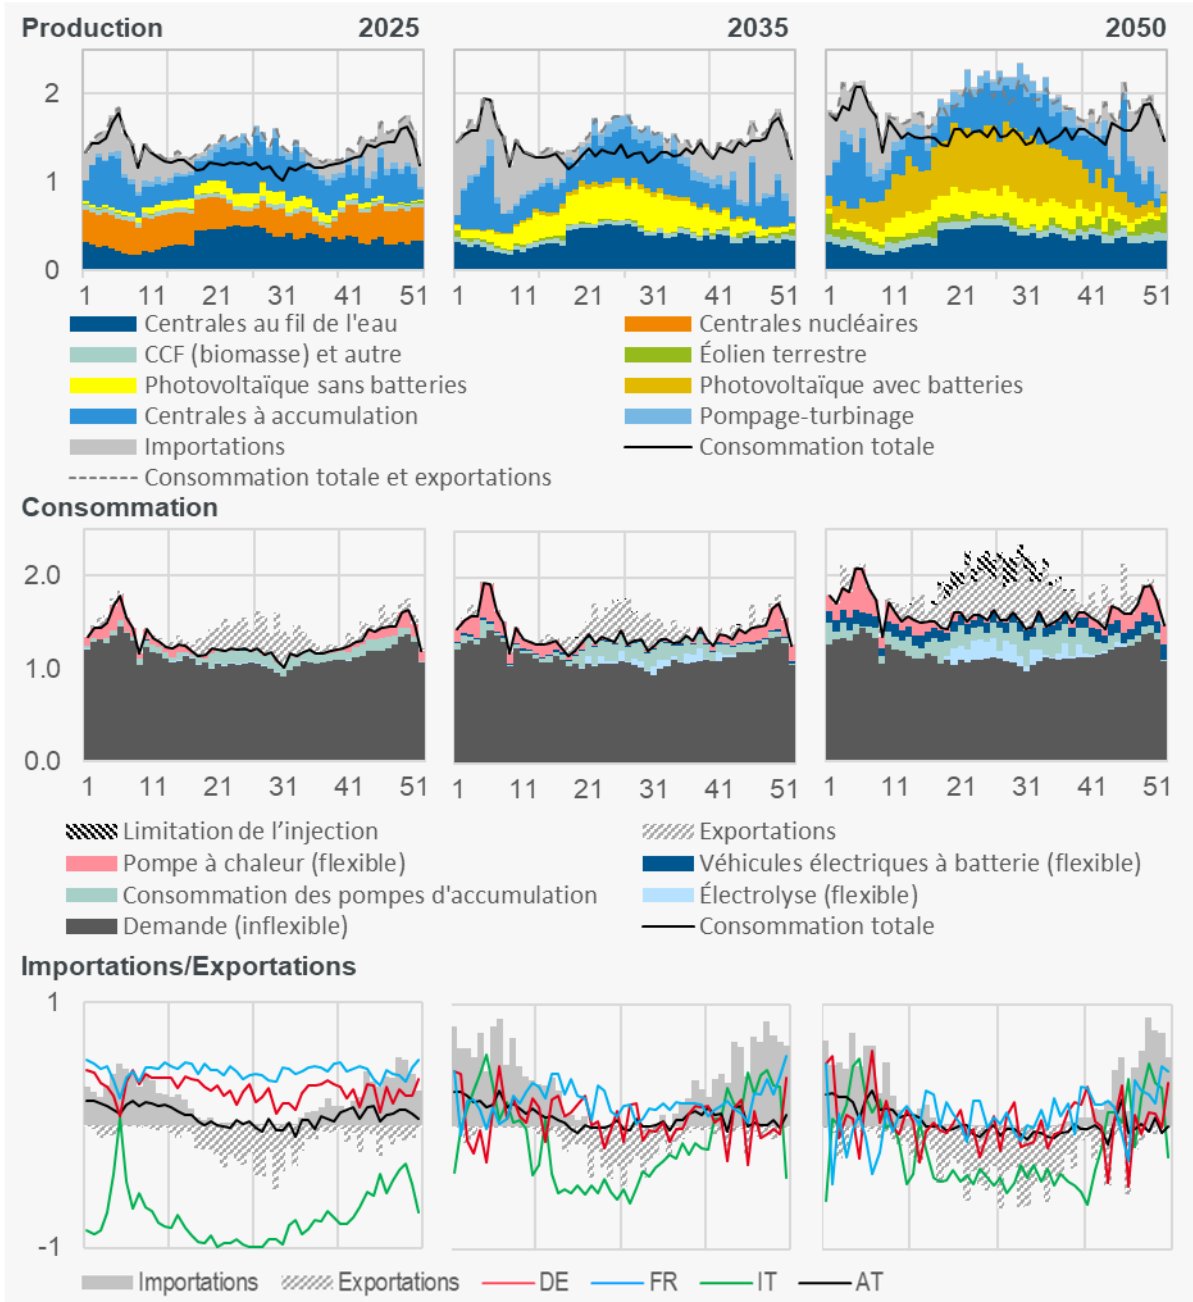 Production 2025 2035 2050
2
1
0
1 11 21 31 41 51 1 11 21 31 41 51 1 11 21 31 41 51
Centrales au fil de l'eau Centrales nucléaires
CCF (biomasse) et autre Éolien terrestre
Photovoltaïque sans batteries Photovoltaïque avec batteries
Centrales à accumulation Pompage-turbinage
Importations Consommation totale
Consommation totale et exportations
Consommation
2.0
1.0
0.0
1 11 21 31 41 51 1 11 21 31 41 51 1 11 21 31 41 51
Limitation de l’injection Exportations
Pompe à chaleur (flexible) Véhicules électriques à batterie (flexible)
Consommation des pompes d'accumulation Électrolyse (flexible)
Demande (inflexible) Consommation totale
Importations/Exportations
1
-1
Importations Exportations DE FR IT AT